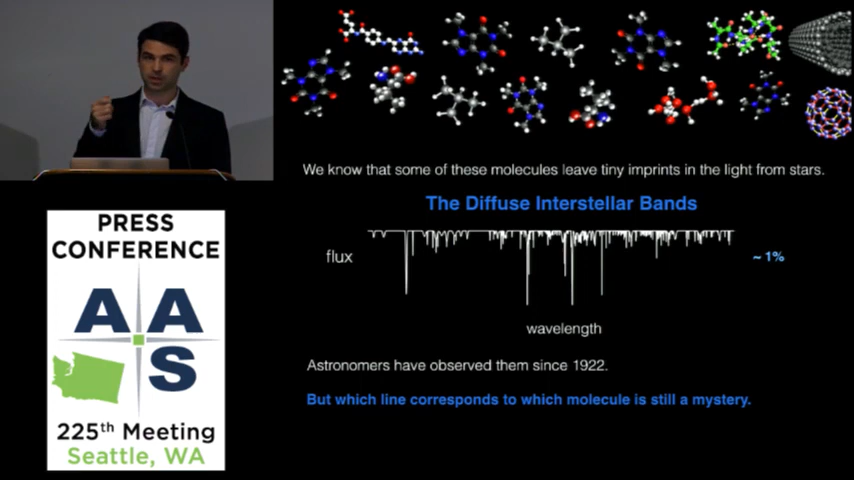 We know that some of these molecules leave tiny imprints in the light from stars.
The Diffuse Interstellar Bands
flux
~ 1%
wavelength
Astronomers have observed them since 1922.
But which line corresponds to which molecule is still a mystery.
PRESS
CONFERENCE
A A
S
225th Meeting
Seattle, WA